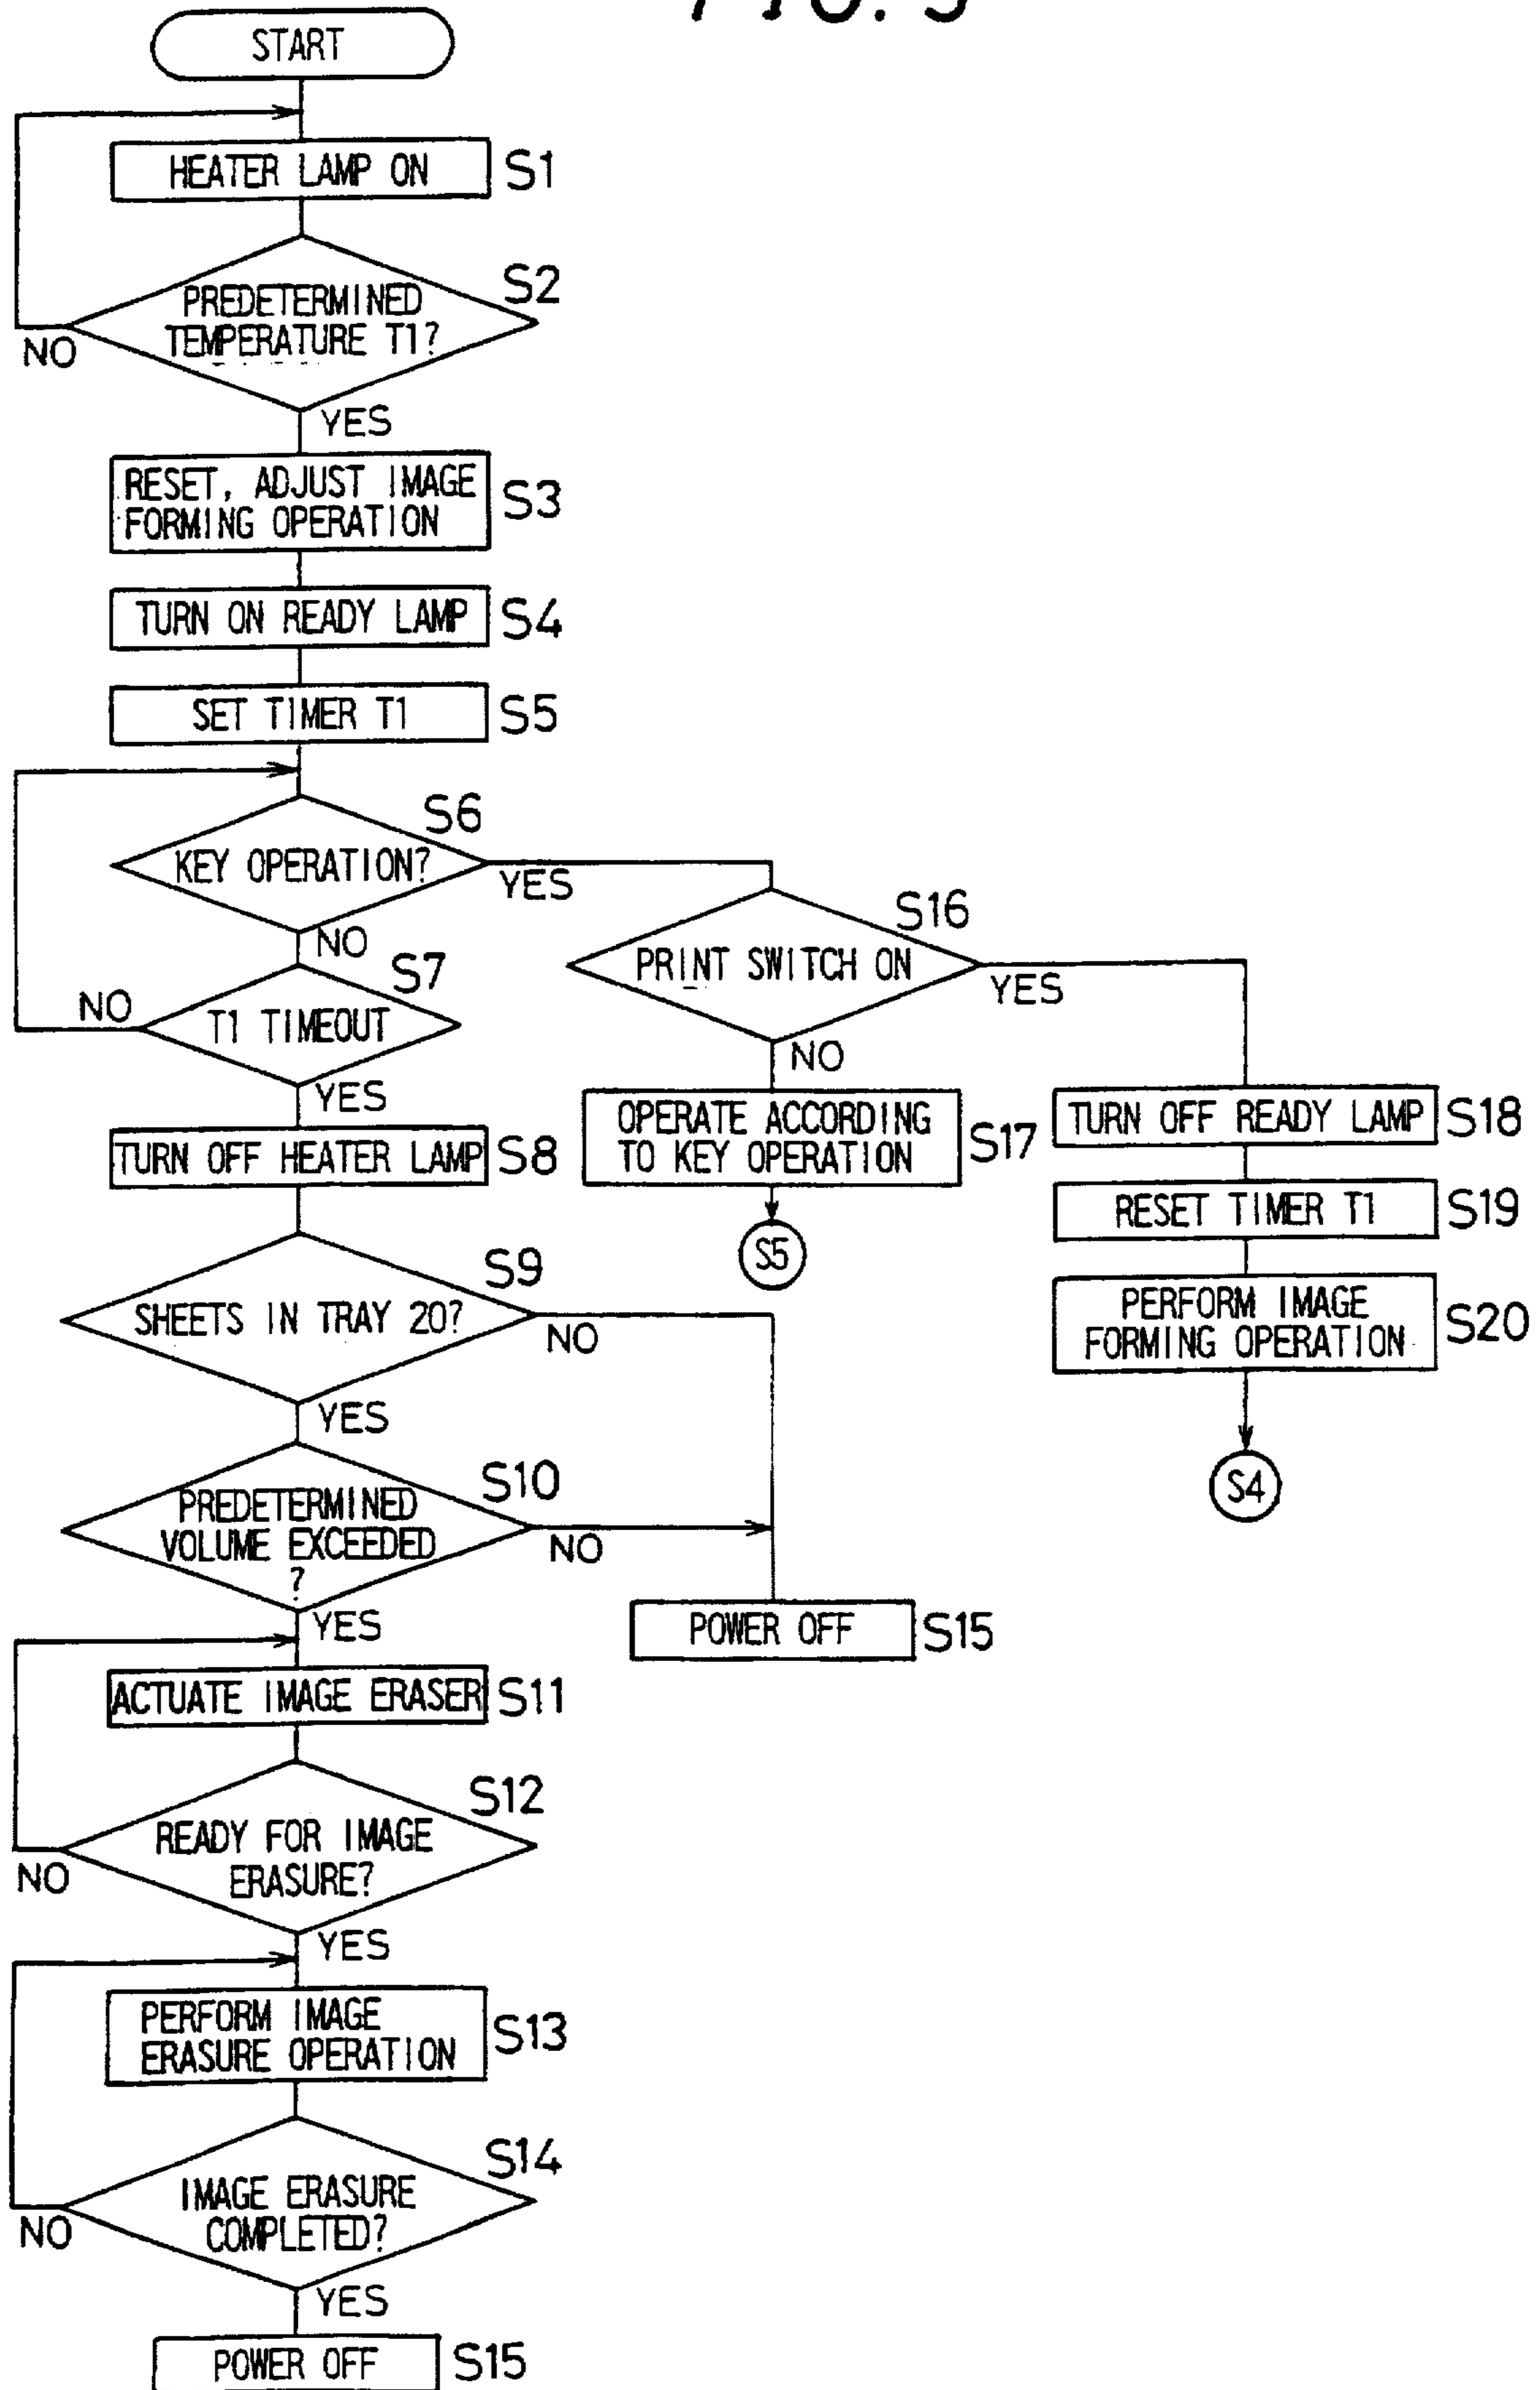 START
HEATER LAMP ON S1
S2
PREDETERMINED
TEMPERATURE T1?
NO
YES
RESET, ADJUST IMAGE
FORMING OPERATION
S3
TURN ON READY LAMP S4
SET TIMER T1 S5
S6
KEY OPERATION?
YES
NO
S16
PRINT SWITCH ON
YES
NO
S7
NO
T1 TIMEOUT
YES
TURN OFF HEATER LAMP S8
OPERATE ACCORDING
TO KEY OPERATION
S17
S5
TURN OFF READY LAMP S18
RESET TIMER T1 S19
PERFORM IMAGE
FORMING OPERATION
S20
S4
S9
SHEETS IN TRAY 20?
NO
YES
S10
PREDETERMINED
VOLUME EXCEEDED
?
NO
YES
POWER OFF S15
ACTUATE IMAGE ERASER S11
S12
READY FOR IMAGE
ERASURE?
NO
YES
PERFORM IMAGE
ERASURE OPERATION
S13
S14
IMAGE ERASURE
COMPLETED?
NO
YES
POWER OFF S15